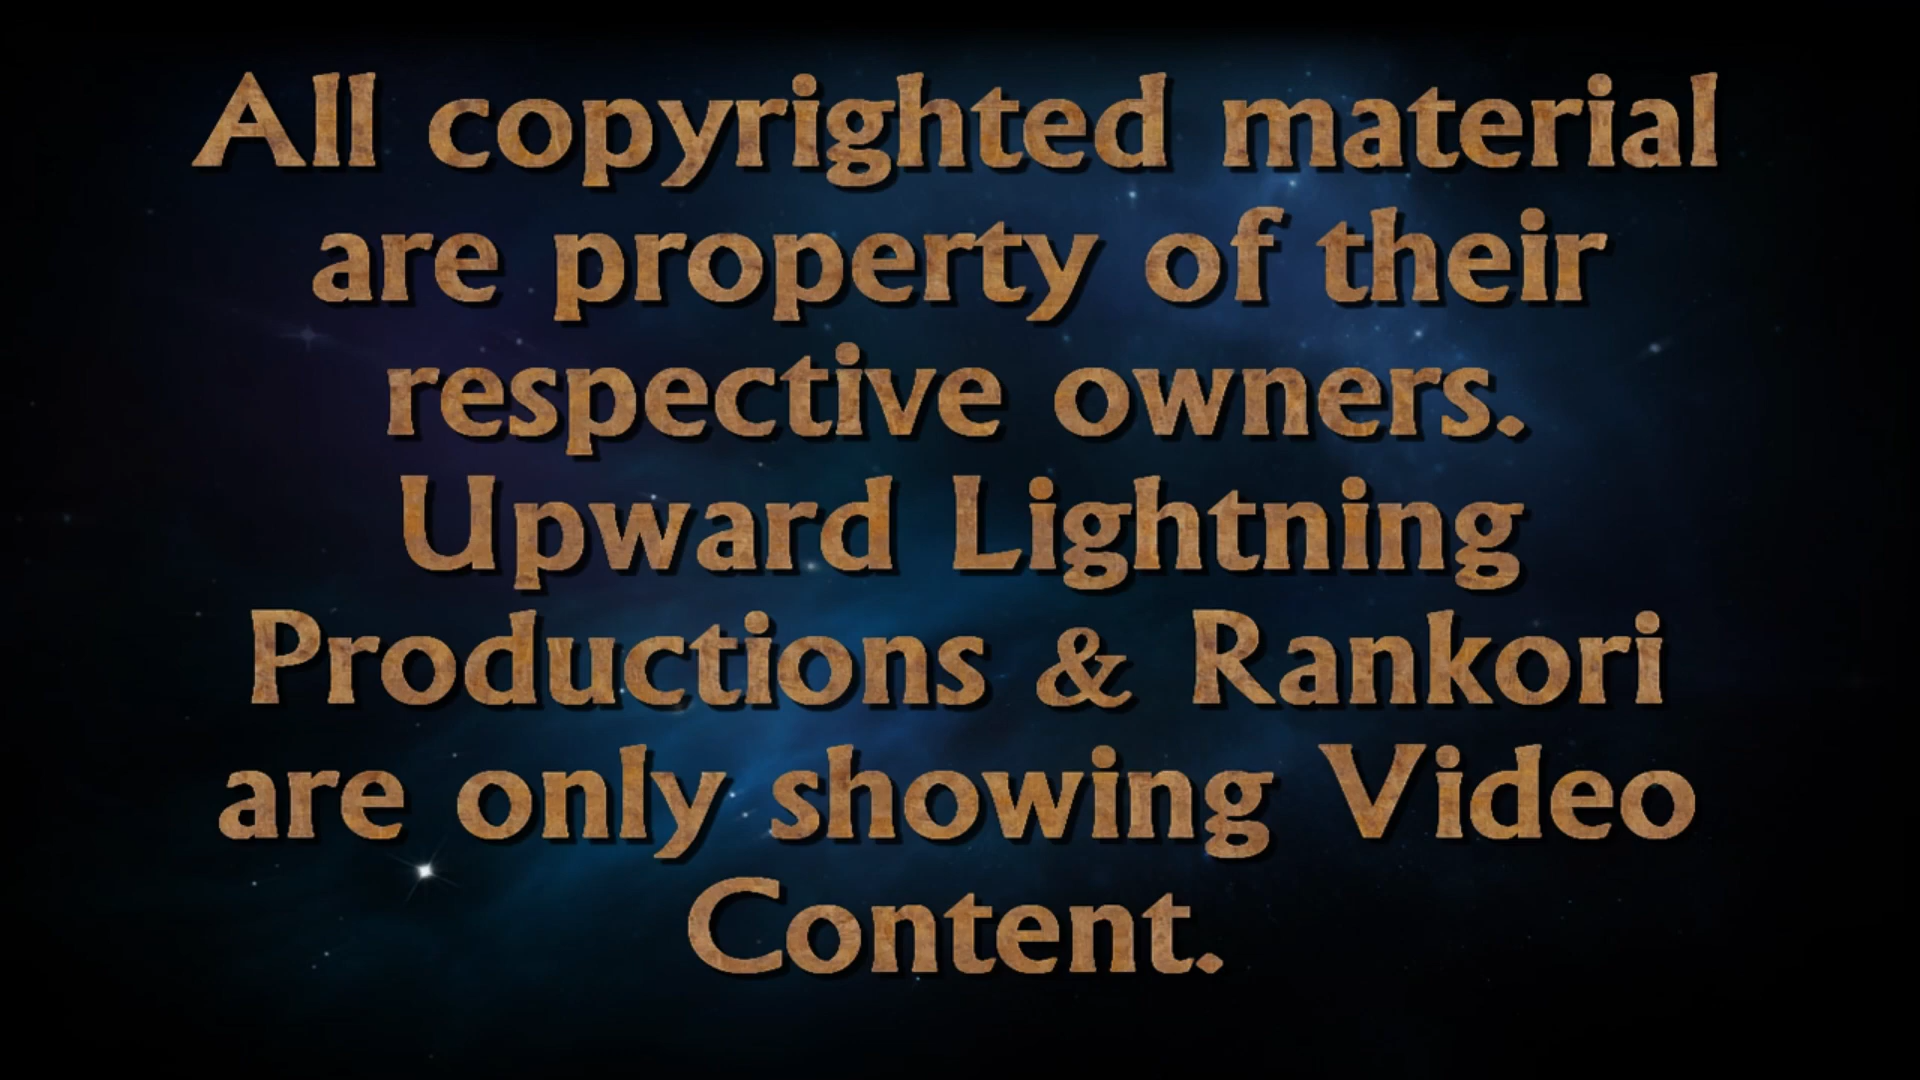 All copyrighted material
are property of their
respective owners.
Upward Lightning
Productions & Rankori
are only showing Video
Content.